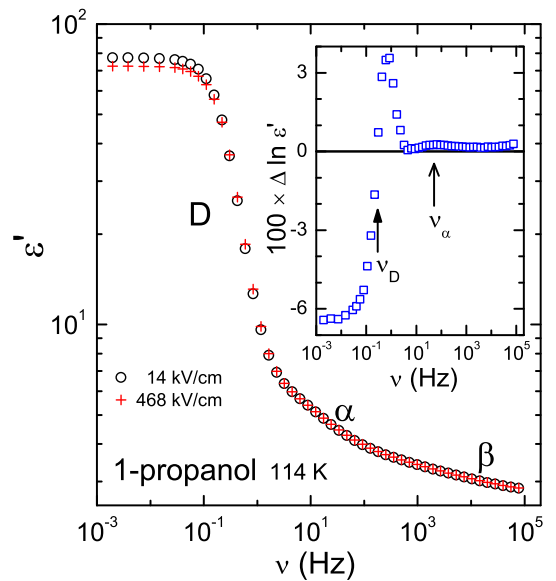 10²
3
0
-3
-6
100 × Δ ln ε'
ν_D
ν_α
10⁻³ 10⁻¹ 10¹ 10³ 10⁵
ν (Hz)
D
ε'
10¹
14 kV/cm
468 kV/cm
α
β
1-propanol 114 K
10⁻³ 10⁻¹ 10¹ 10³ 10⁵
ν (Hz)